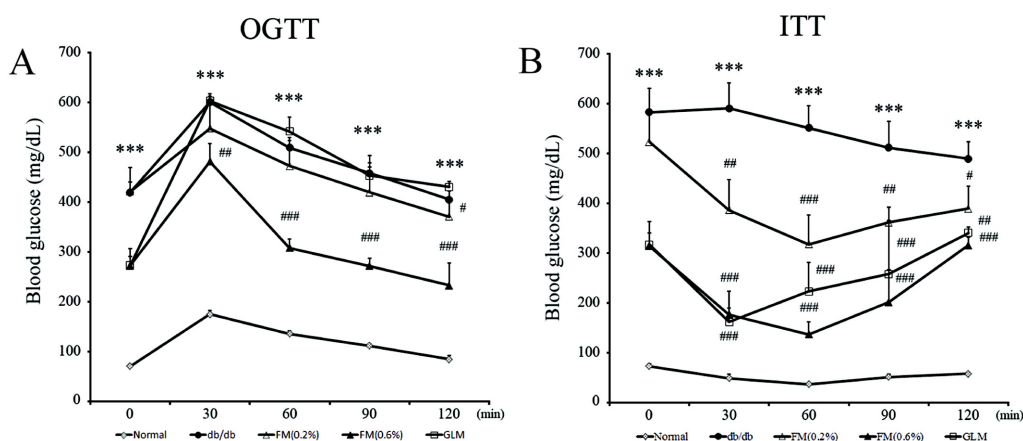 OGTT
ITT
A
B
Blood glucose (mg/dL)
700
600
500
400
300
200
100
0
***
***
***
***
***
##
###
###
###
#
0
30
60
90
120
(min)
Normal
db/db
FM(0.2%)
FM(0.6%)
GLM
Blood glucose (mg/dL)
700
600
500
400
300
200
100
0
***
***
***
***
***
##
###
##
#
##
###
###
###
###
###
###
0
30
60
90
120
(min)
Normal
db/db
FM(0.2%)
FM(0.6%)
GLM